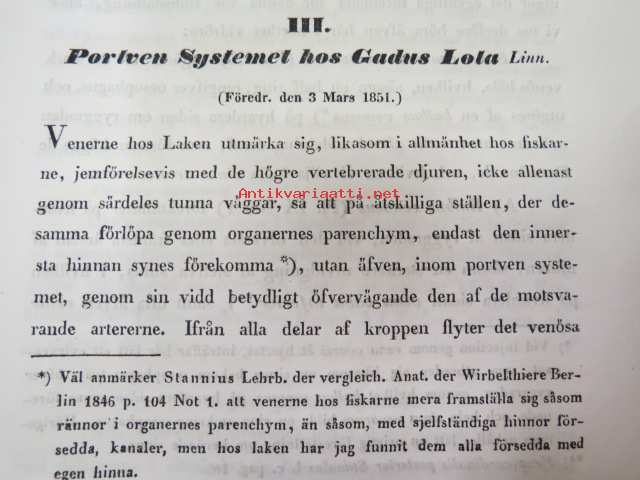 III.
Portven Systemet hos Gadus Lota Linn.
(Föredr. den 3 Mars 1851.)
Venerne hos Laken utmärka sig, likasom i allmänhet hos fiskar-
ne, jemförelsevis med de högre vertebrerade djuren, icke allenast
Antikvariaatti.net
genom särdeles tunna väggar, så att på åtskilliga ställen, der de-
samma förlöpa genom organernes parenchym, endast den inner-
sta hinnan synes förekomma *), utan äfven, inom portven syste-
met, genom sin vidd betydligt öfvervägande den af de motsva-
rande artererne. Ifrån alla delar af kroppen flyter det venösa
*) Väl anmärker Stannius Lehrb. der vergleich. Anat. der Wirbelthiere Ber-
lin 1846 p. 104 Not 1. att venerne hos fiskarne mera framställa sig såsom
rännor i organernes parenchym, än såsom, med sjelfständiga hinnor för-
sedda, kanaler, men hos laken har jag funnit dem alla försedda med
egen hinna.